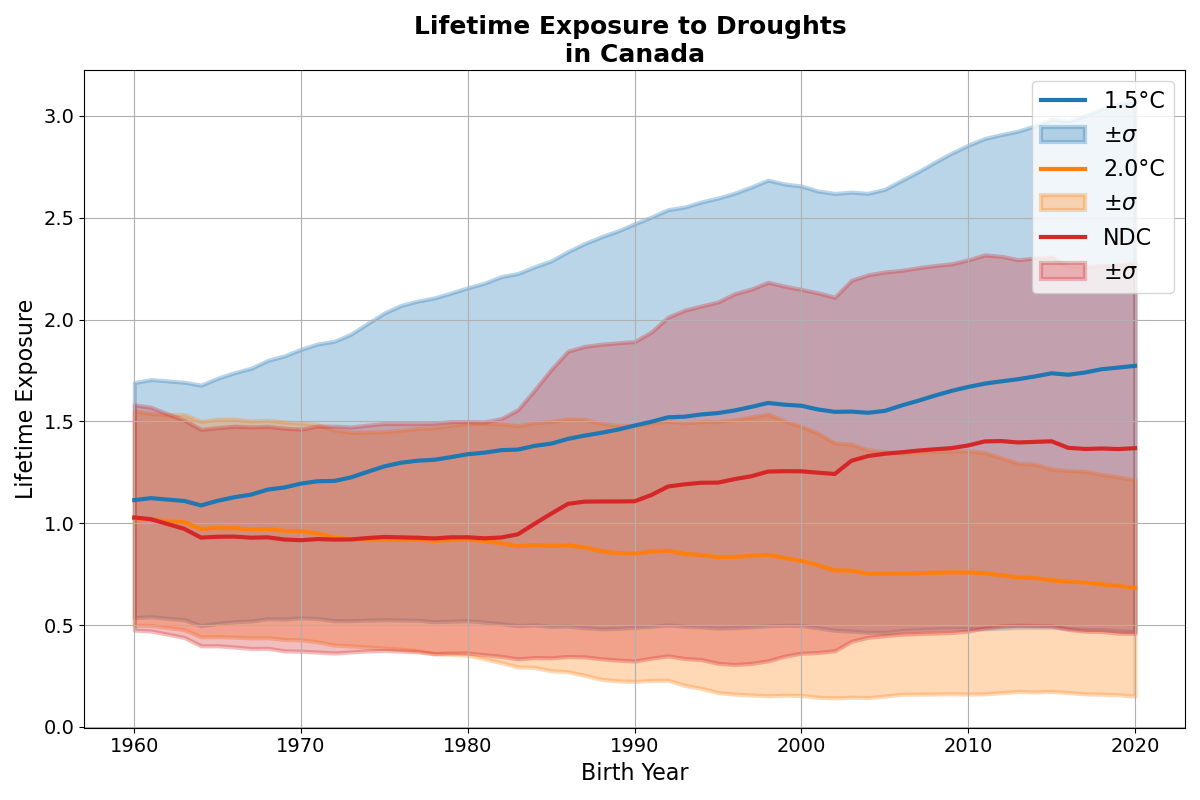 Lifetime Exposure to Droughts
in Canada
Lifetime Exposure
3.0
2.5
2.0
1.5
1.0
0.5
0.0
1.5°C
±σ
2.0°C
±σ
NDC
±σ
1960
1970
1980
1990
2000
2010
2020
Birth Year